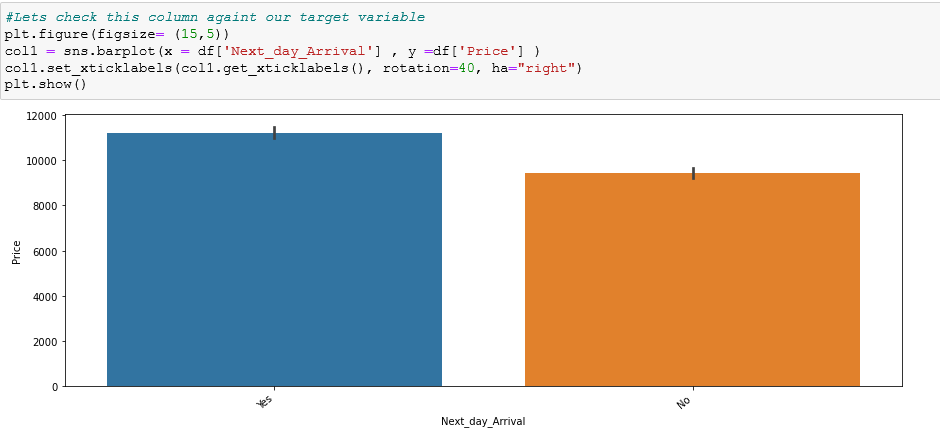 #Lets check this column againt our target variable
plt.figure(figsize= (15,5))
col1 = sns.barplot(x = df['Next_day_Arrival'] , y =df['Price'] )
col1.set_xticklabels(col1.get_xticklabels(), rotation=40, ha="right")
plt.show()
12000
10000
8000
6000
4000
2000
0
Price
Yes
No
Next_day_Arrival